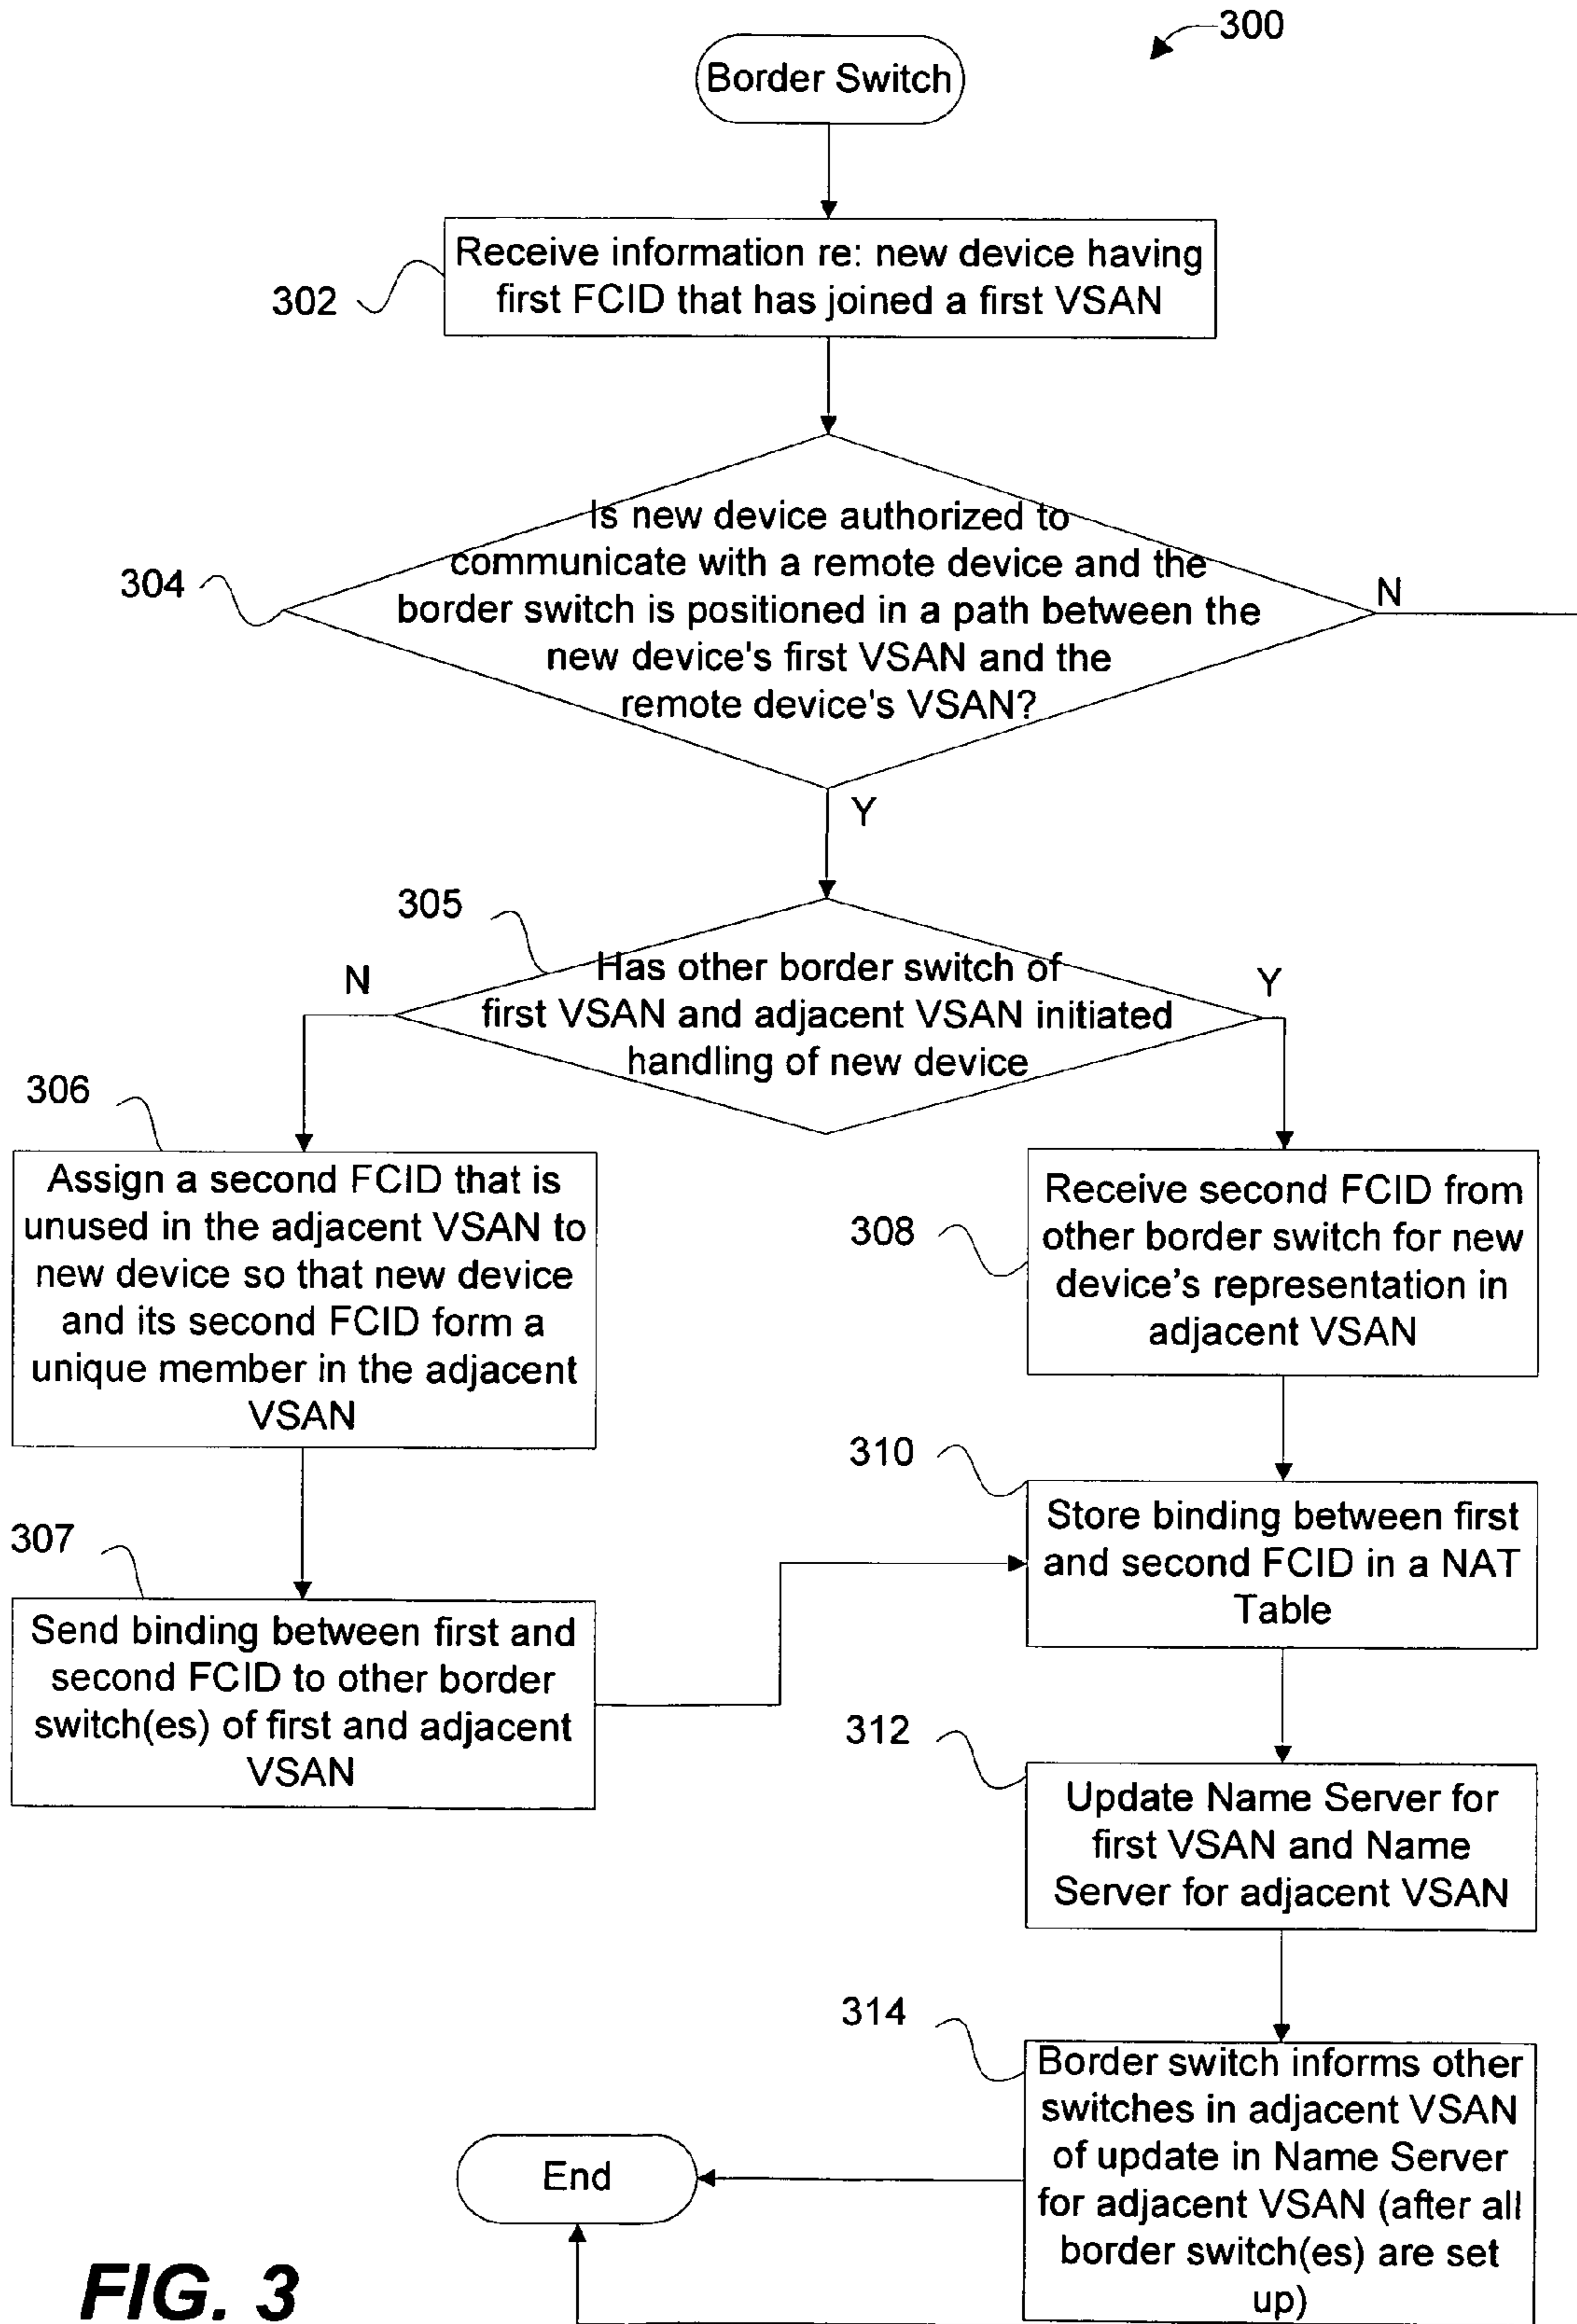 300
Border Switch
302
Receive information re: new device having
first FCID that has joined a first VSAN
304
Is new device authorized to
communicate with a remote device and the
border switch is positioned in a path between the
new device's first VSAN and the
remote device's VSAN?
N
Y
305
Has other border switch of
first VSAN and adjacent VSAN initiated
handling of new device
N
Y
306
Assign a second FCID that is
unused in the adjacent VSAN to
new device so that new device
and its second FCID form a
unique member in the adjacent
VSAN
308
Receive second FCID from
other border switch for new
device's representation in
adjacent VSAN
307
Send binding between first and
second FCID to other border
switch(es) of first and adjacent
VSAN
310
Store binding between first
and second FCID in a NAT
Table
312
Update Name Server for
first VSAN and Name
Server for adjacent VSAN
314
Border switch informs other
switches in adjacent VSAN
of update in Name Server
for adjacent VSAN (after all
border switch(es) are set
up)
End
FIG. 3